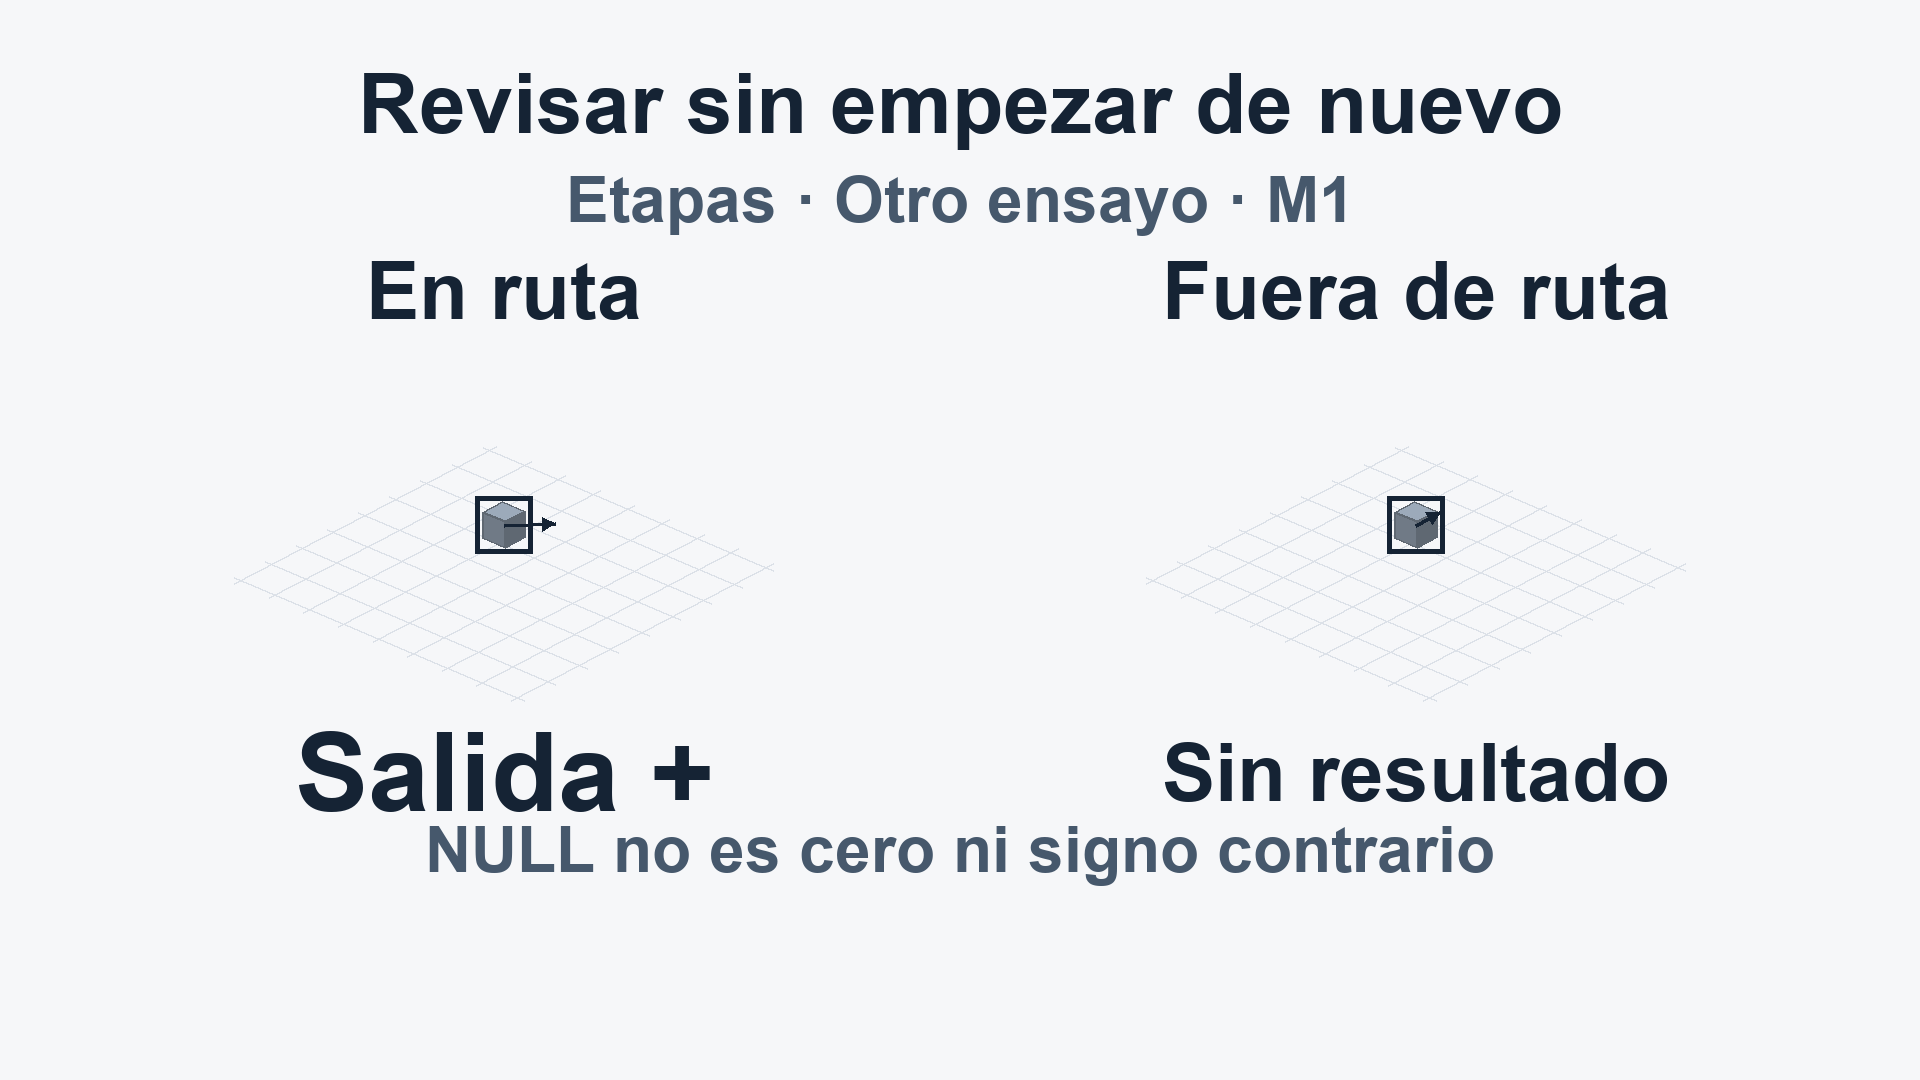 Revisar sin empezar de nuevo
Etapas · Otro ensayo · M1
En ruta
Fuera de ruta
Salida +
Sin resultado
NULL no es cero ni signo contrario